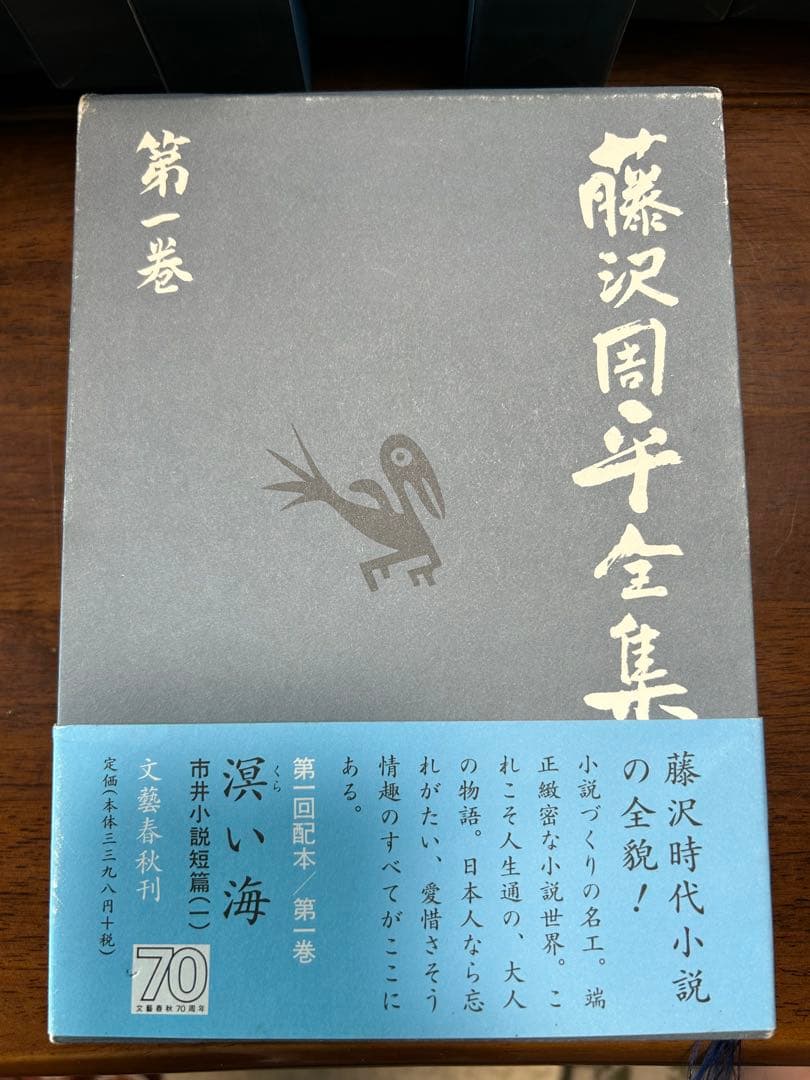 藤沢周平全集
第一巻
藤沢時代小説
の全貌!
小説づくりの名工。端
正緻密な小説世界。こ
れこそ人生通の、大人
の物語。日本人なら忘
れがたい、愛惜さそう
情趣のすべてがここに
ある。
第一回配本/第一巻
溟い海
くら
市井小説短篇(一)
文藝春秋刊
定価(本体三三九八円+税)
70
文藝春秋70周年